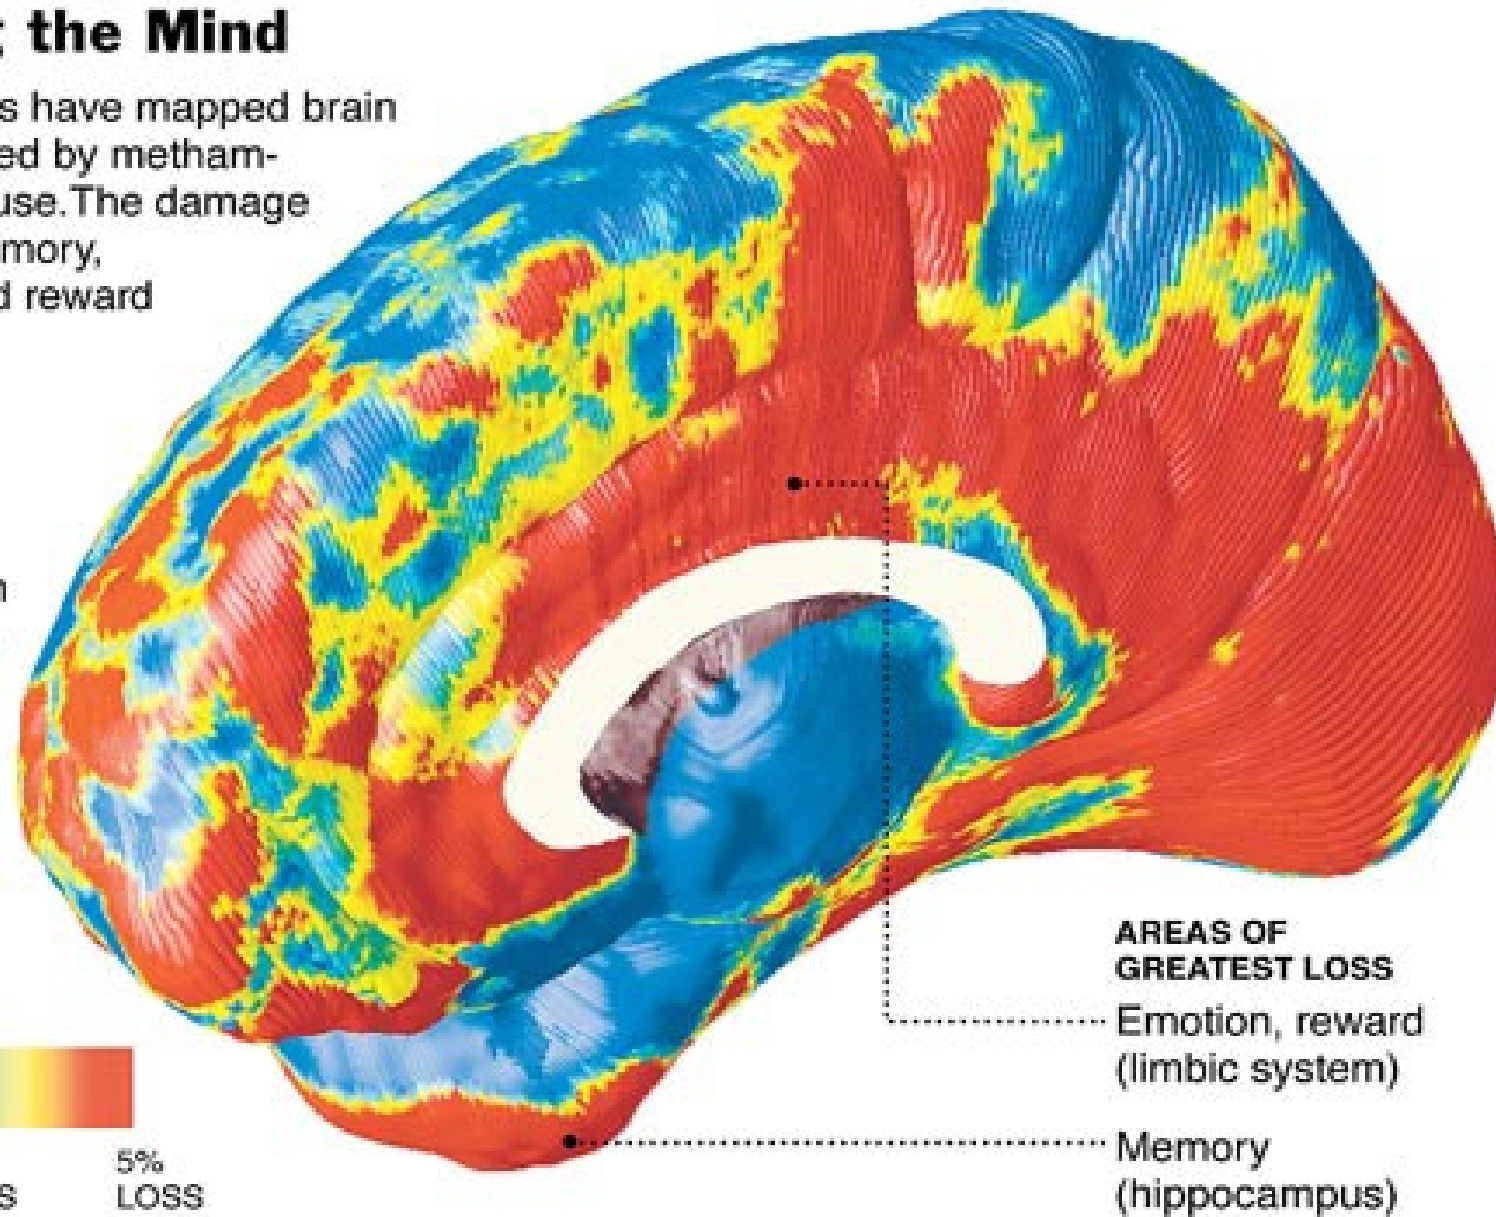 the Mind
s have mapped brain
ed by metham-
use. The damage
mory,
d reward
n
AREAS OF
GREATEST LOSS
Emotion, reward
(limbic system)
Memory
(hippocampus)
5%
S LOSS